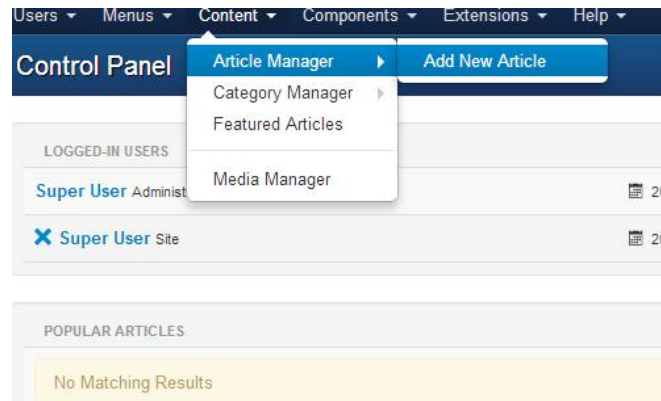 Users Menus Content Components Extensions Help
Control Panel Article Manager Add New Article
Category Manager
Featured Articles
LOGGED-IN USERS
Media Manager
Super User Administ
Super User Site
POPULAR ARTICLES
No Matching Results